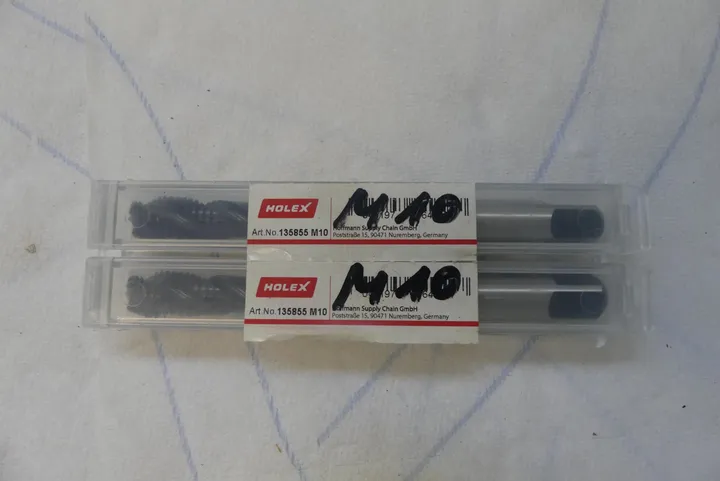 HOLEX
M10
Art.No. 135855 M10
Hoffmann Supply Chain GmbH
Poststraße 15, 90471 Nuremberg, Germany
HOLEX
M10
Art.No. 135855 M10
Hoffmann Supply Chain GmbH
Poststraße 15, 90471 Nuremberg, Germany